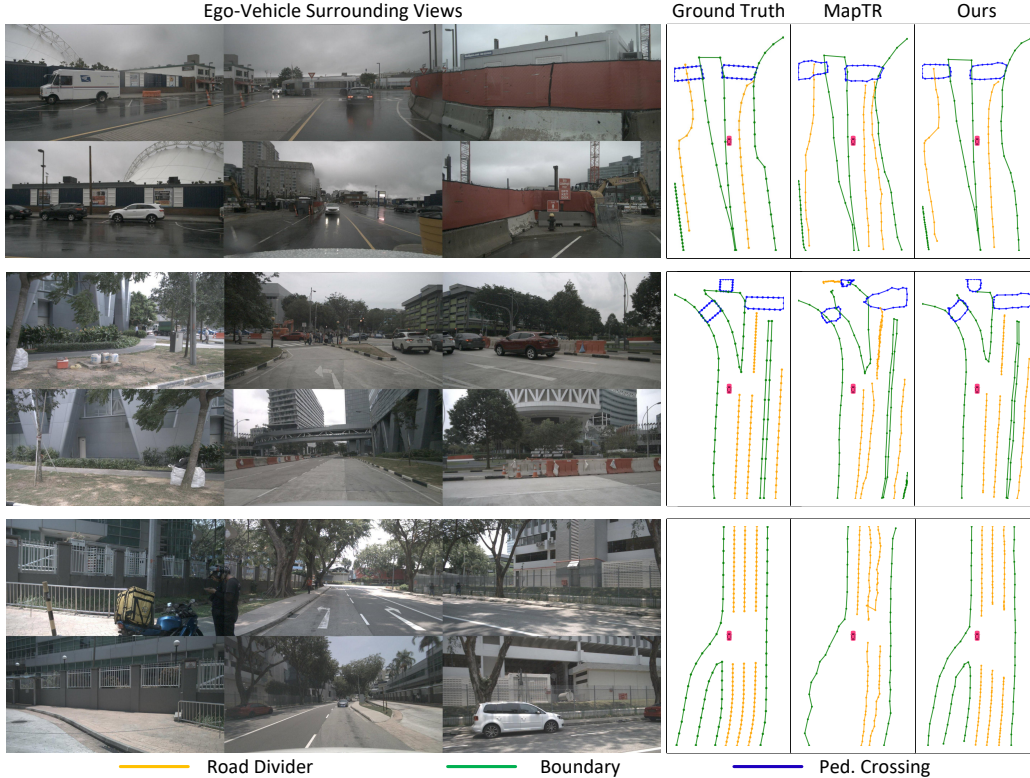 Ego-Vehicle Surrounding Views
Ground Truth
MapTR
Ours
Road Divider
Boundary
Ped. Crossing